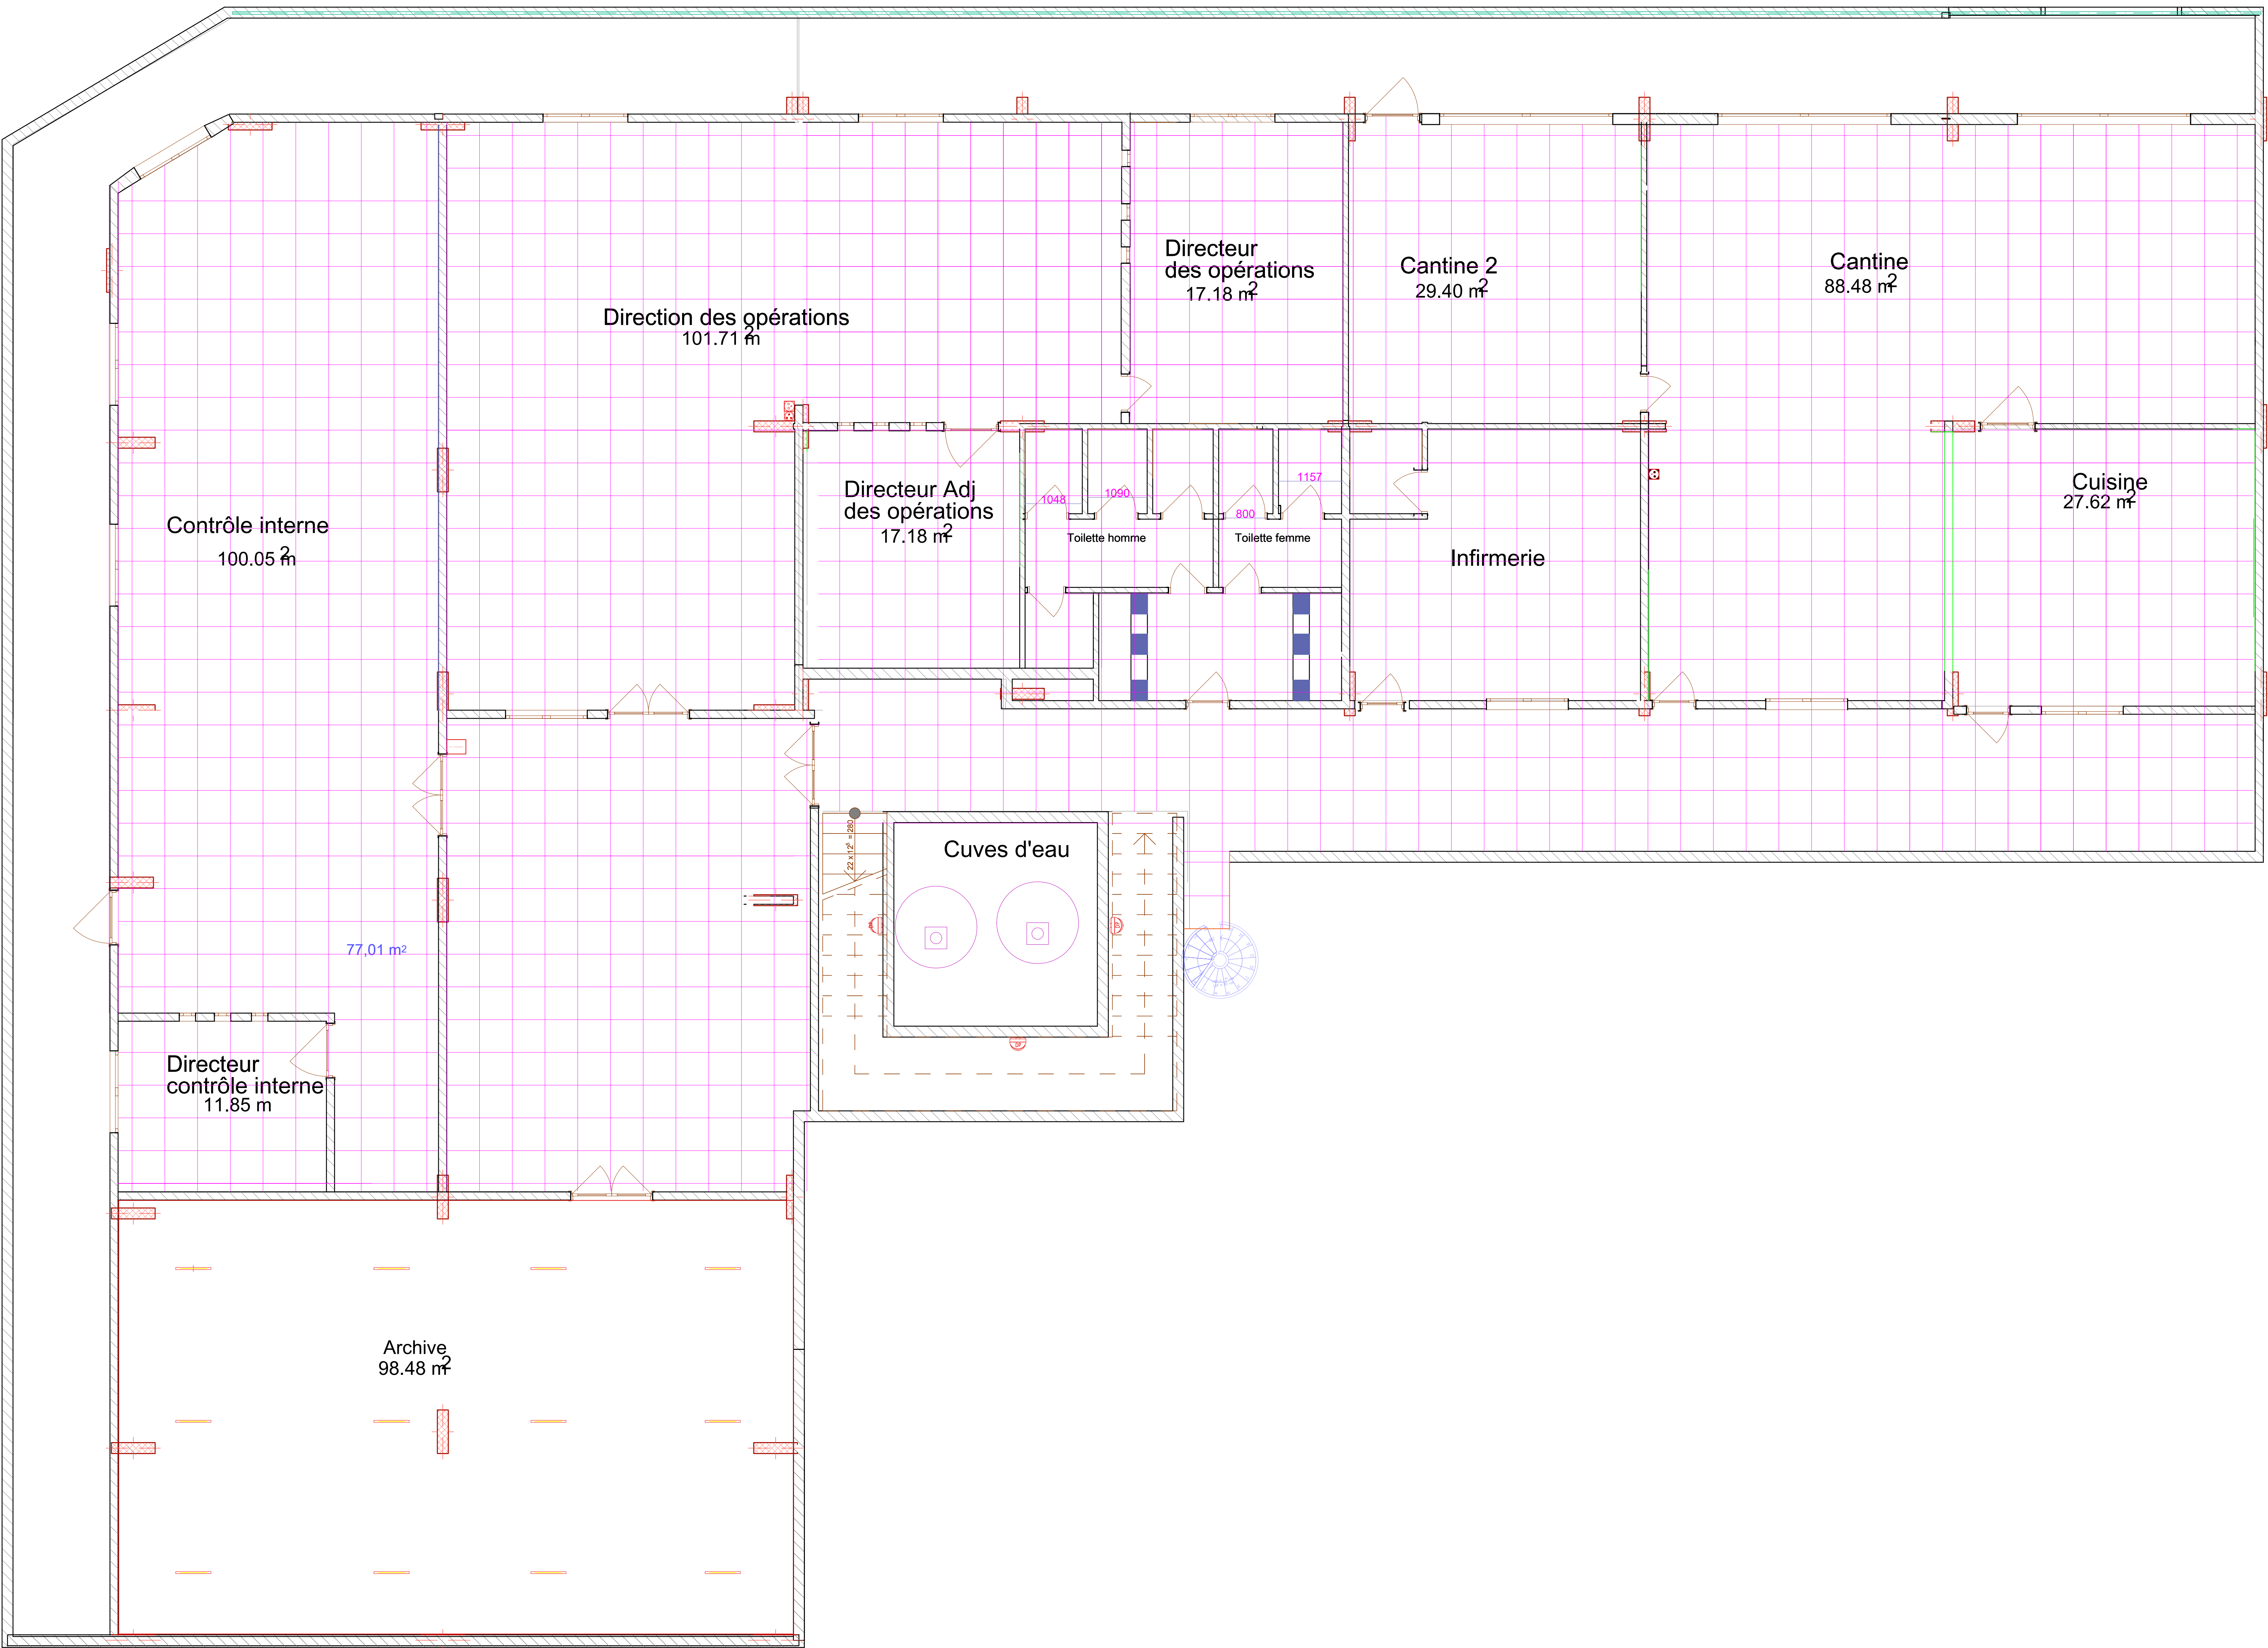 Directeur
des opérations
17.18 m2
Cantine 2
29.40 m2
Cantine
88.48 m2
Direction des opérations
101.71 m2
Directeur Adj
des opérations
17.18 m2
1048
1090
800
1157
Toilette homme
Toilette femme
Infirmerie
Cuisine
27.62 m2
Contrôle interne
100.05 m2
22 x 12⁵ = 280
Cuves d'eau
77,01 m²
Directeur
contrôle interne
11.85 m
Archive
98.48 m2